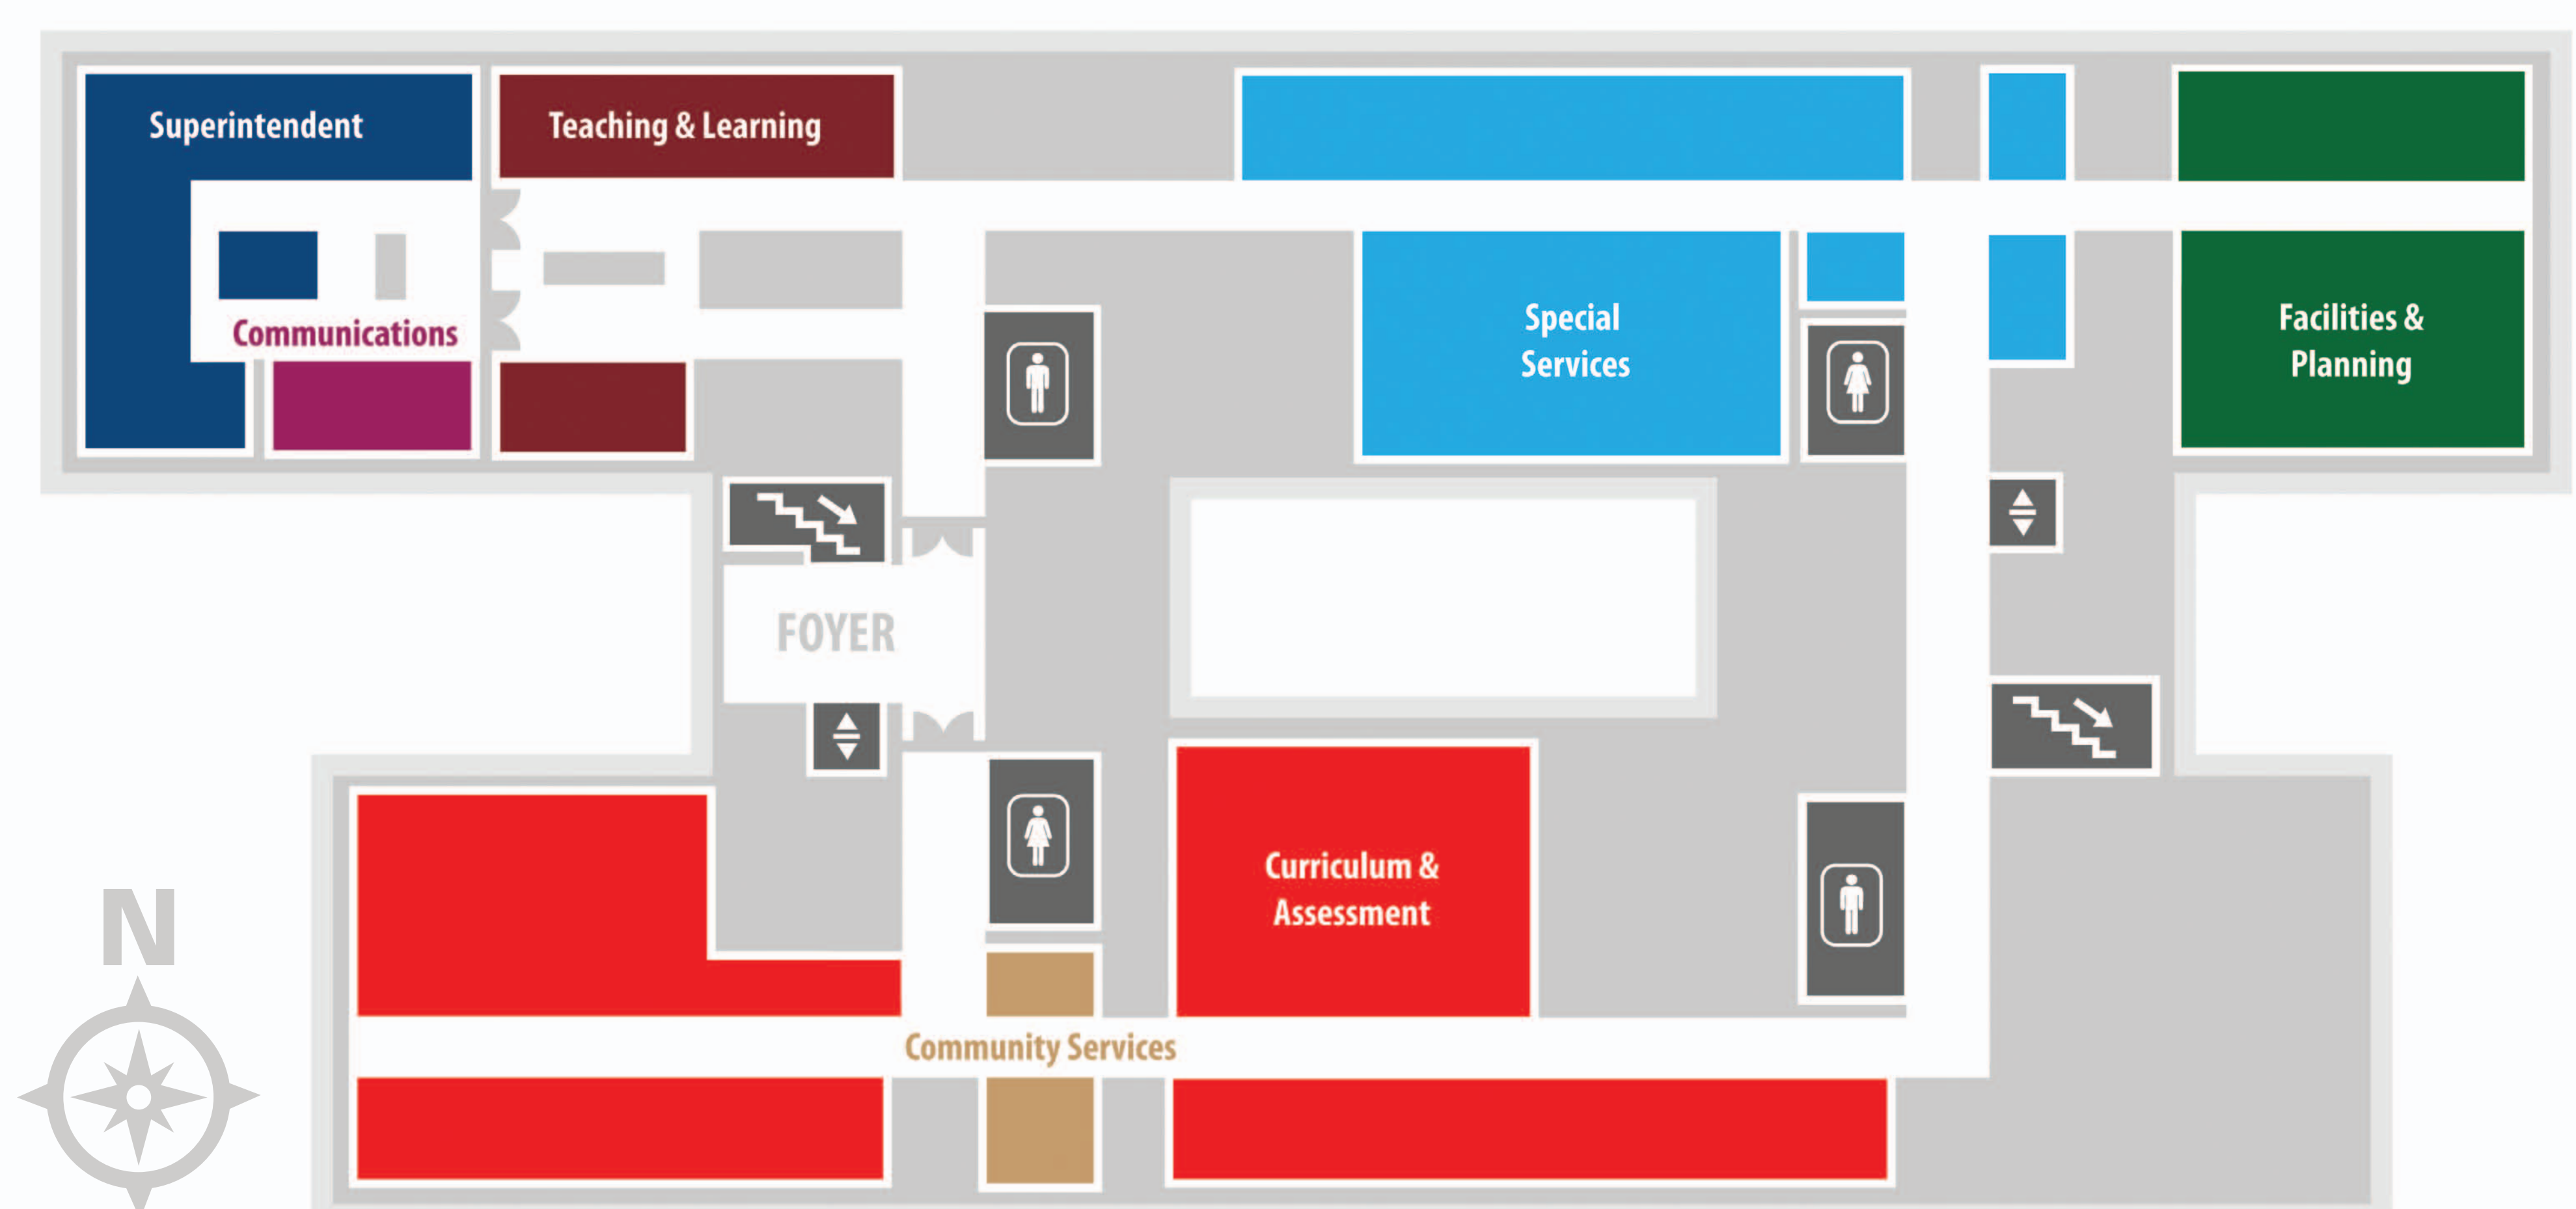 Superintendent
Teaching & Learning
Communications
Special
Services
Facilities &
Planning
FOYER
Curriculum &
Assessment
N
Community Services